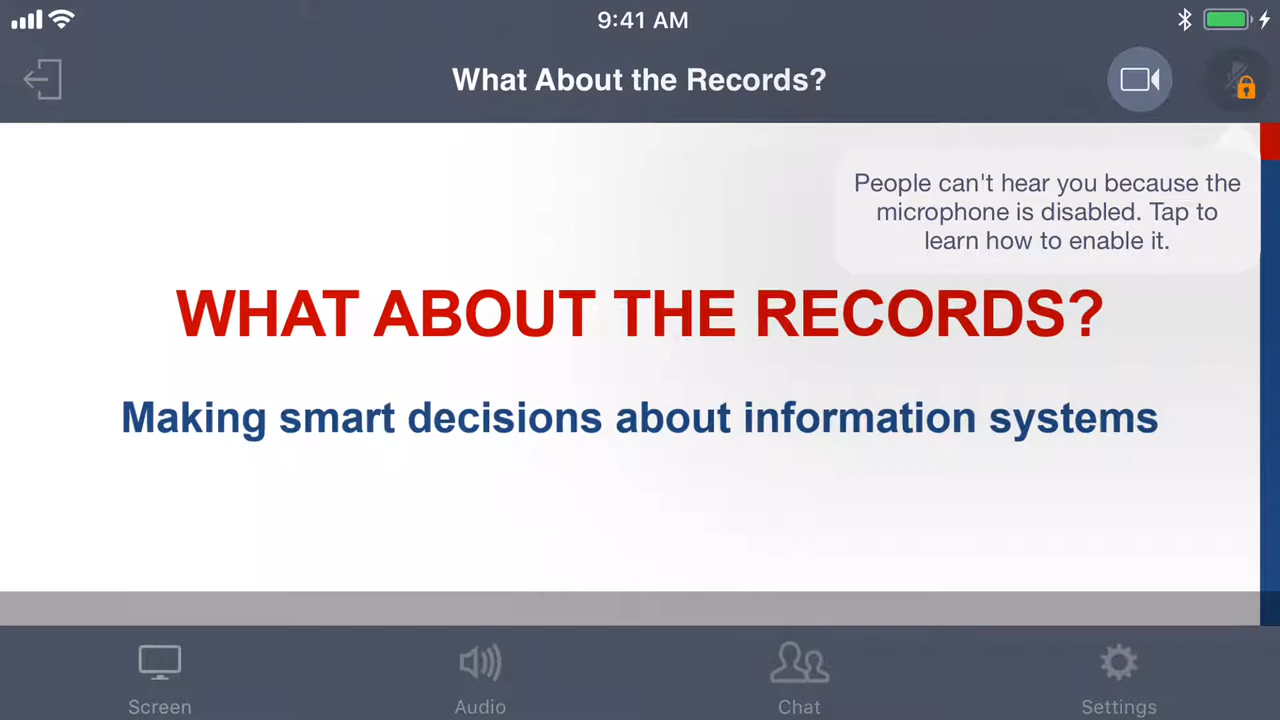 9:41 AM
What About the Records?
People can't hear you because the
microphone is disabled. Tap to
learn how to enable it.
WHAT ABOUT THE RECORDS?
Making smart decisions about information systems
Screen
Audio
Chat
Settings